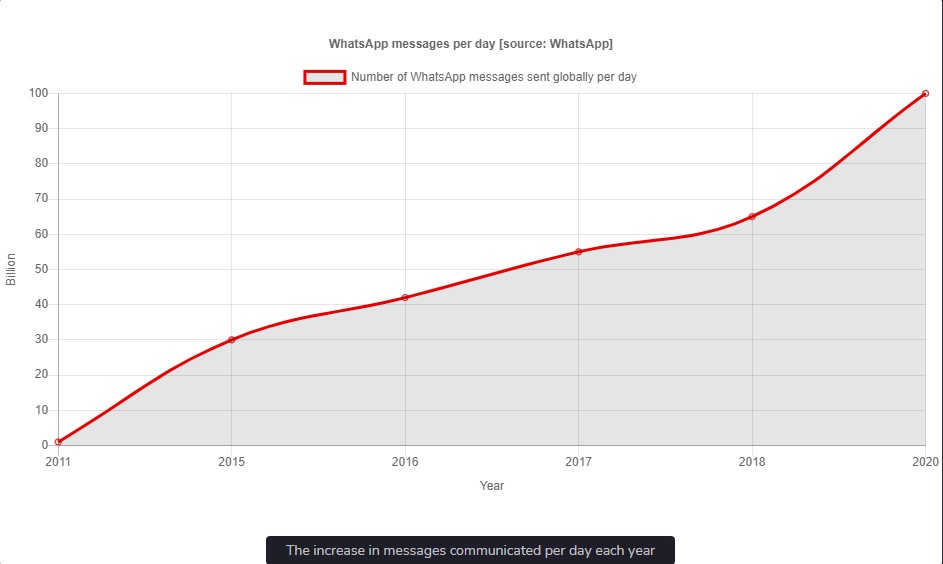 WhatsApp messages per day [source: WhatsApp]
Number of WhatsApp messages sent globally per day
100
90
80
70
60
50
40
30
20
10
0
Billion
2011 2015 2016 2017 2018 2020
Year
The increase in messages communicated per day each year